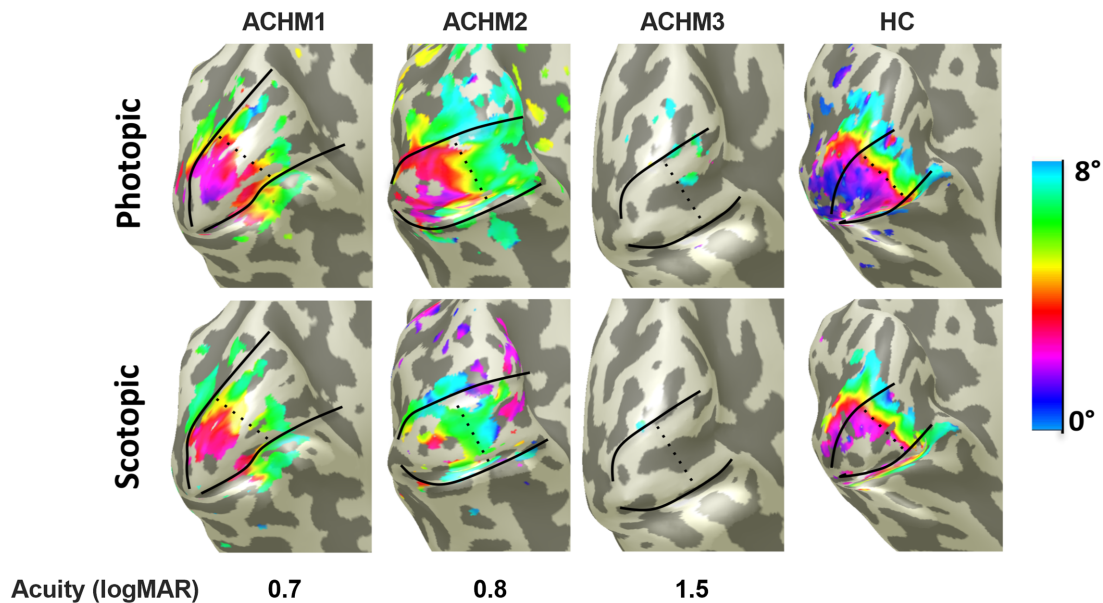 ACHM1 ACHM2 ACHM3 HC
Photopic
8°
0°
Scotopic
Acuity (logMAR) 0.7 0.8 1.5